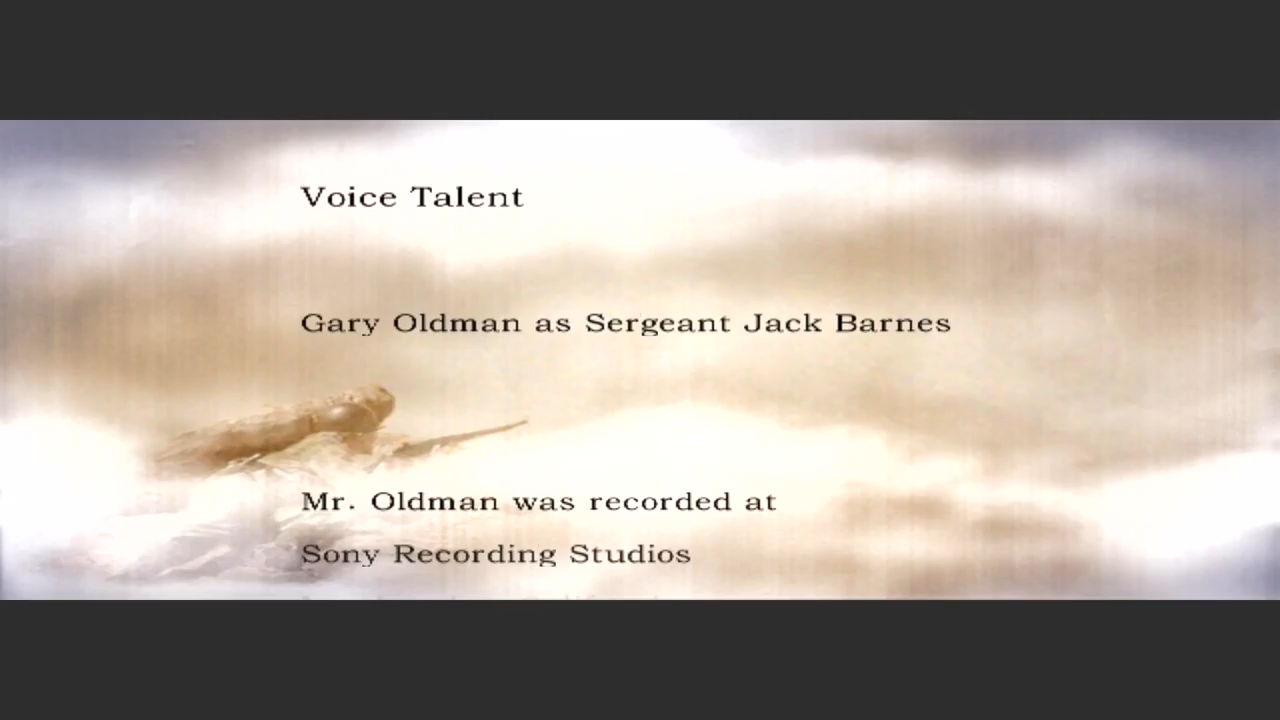 Voice Talent
Gary Oldman as Sergeant Jack Barnes
Mr. Oldman was recorded at
Sony Recording Studios